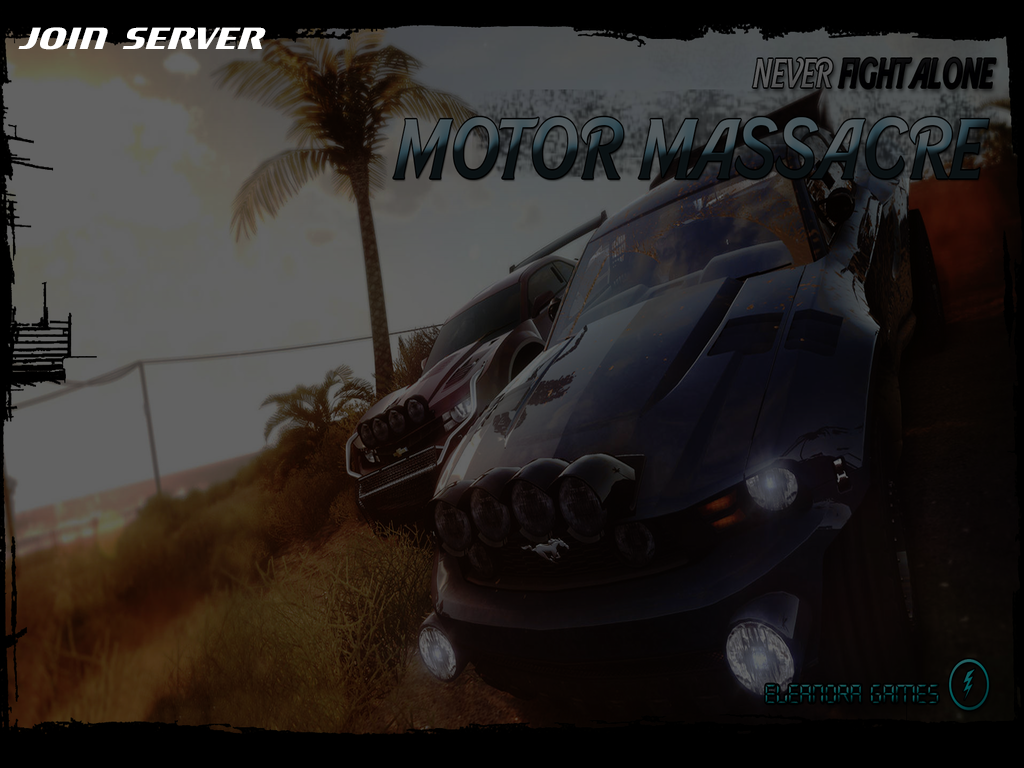 JOIN SERVER
NEVER FIGHT ALONE
MOTOR MASSACRE
ELEANORA GAMES